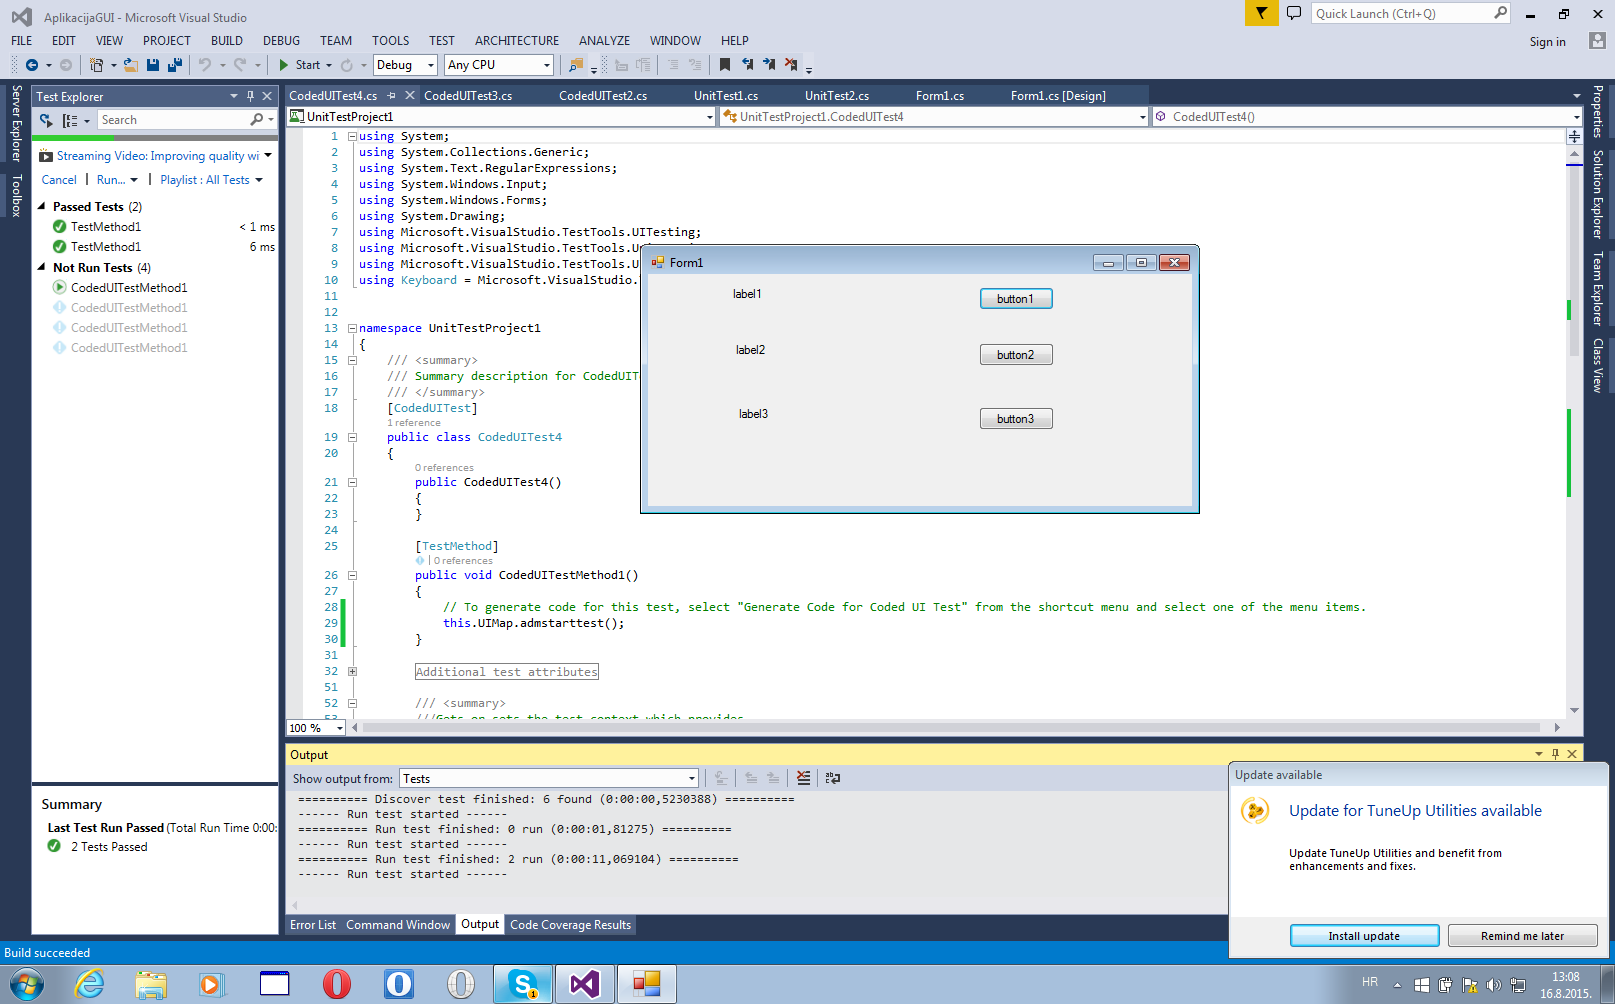 AplikacijaGUI - Microsoft Visual Studio
Quick Launch (Ctrl+Q)
FILE EDIT VIEW PROJECT BUILD DEBUG TEAM TOOLS TEST ARCHITECTURE ANALYZE WINDOW HELP
Sign in
Start Debug Any CPU
Server Explorer
Toolbox
Test Explorer
Search
Streaming Video: Improving quality wi
Cancel | Run... | Playlist : All Tests
Passed Tests (2)
TestMethod1 < 1 ms
TestMethod1 6 ms
Not Run Tests (4)
CodedUITestMethod1
CodedUITestMethod1
CodedUITestMethod1
CodedUITestMethod1
Summary
Last Test Run Passed (Total Run Time 0:00:
2 Tests Passed
CodedUITest4.cs CodedUITest3.cs CodedUITest2.cs UnitTest1.cs UnitTest2.cs Form1.cs Form1.cs [Design]
UnitTestProject1 UnitTestProject1.CodedUITest4 CodedUITest4()
1 using System;
2 using System.Collections.Generic;
3 using System.Text.RegularExpressions;
4 using System.Windows.Input;
5 using System.Windows.Forms;
6 using System.Drawing;
7 using Microsoft.VisualStudio.TestTools.UITesting;
8 using Microsoft.VisualStudio.TestTools.U
9 using Microsoft.VisualStudio.TestTools.U
10 using Keyboard = Microsoft.VisualStudio.
11
12
13 namespace UnitTestProject1
14 {
15 /// <summary>
16 /// Summary description for CodedUIT
17 /// </summary>
18 [CodedUITest]
1 reference
19 public class CodedUITest4
20 {
0 references
21 public CodedUITest4()
22 {
23 }
24
25 [TestMethod]
| 0 references
26 public void CodedUITestMethod1()
27 {
28 // To generate code for this test, select "Generate Code for Coded UI Test" from the shortcut menu and select one of the menu items.
29 this.UIMap.admstarttest();
30 }
31
32 Additional test attributes
51
52 /// <summary>
53 ///Gets or sets the test context which provides
100 %
Form1
label1 button1
label2 button2
label3 button3
Properties
Solution Explorer
Team Explorer
Class View
Output
Show output from: Tests
========== Discover test finished: 6 found (0:00:00,5230388) ==========
------ Run test started ------
========== Run test finished: 0 run (0:00:01,81275) ==========
------ Run test started ------
========== Run test finished: 2 run (0:00:11,069104) ==========
------ Run test started ------
Error List Command Window Output Code Coverage Results
Update available
Update for TuneUp Utilities available
Update TuneUp Utilities and benefit from
enhancements and fixes.
Install update Remind me later
Build succeeded
HR
13:08
16.8.2015.